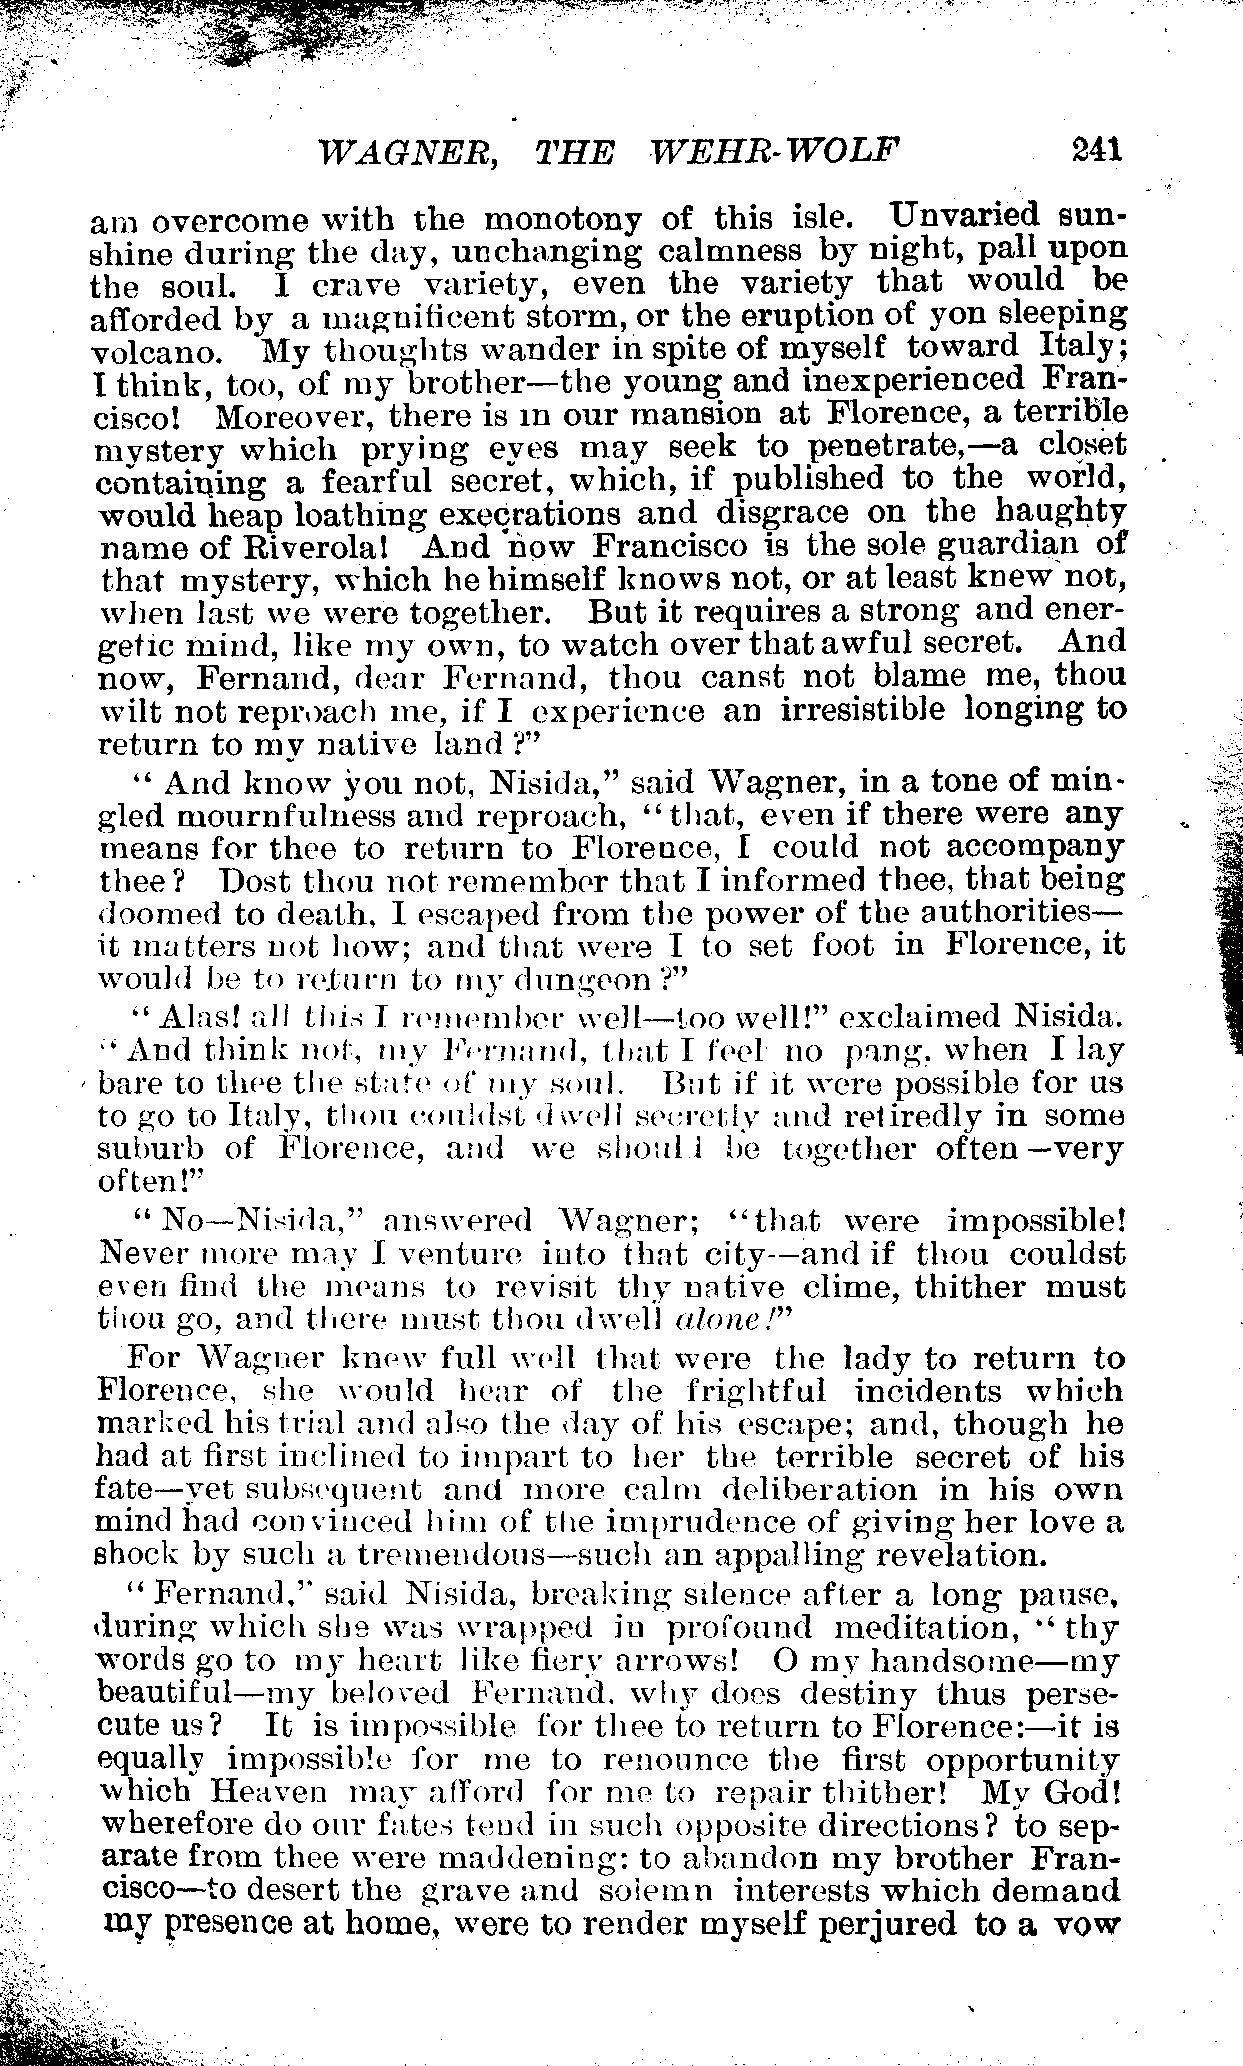 WAGNER, THE WEHR-WOLF 241
am overcome with the monotony of this isle. Unvaried sun-
shine during the day, unchanging calmness by night, pall upon
the soul. I crave variety, even the variety that would be
afforded by a magnificent storm, or the eruption of yon sleeping
volcano. My thoughts wander in spite of myself toward Italy;
I think, too, of my brother—the young and inexperienced Fran-
cisco! Moreover, there is in our mansion at Florence, a terrible
mystery which prying eyes may seek to penetrate,—a closet
containing a fearful secret, which, if published to the world,
would heap loathing execrations and disgrace on the haughty
name of Riverola! And now Francisco is the sole guardian of
that mystery, which he himself knows not, or at least knew not,
when last we were together. But it requires a strong and ener-
getic mind, like my own, to watch over that awful secret. And
now, Fernand, dear Fernand, thou canst not blame me, thou
wilt not reproach me, if I experience an irresistible longing to
return to my native land?"
"And know you not, Nisida," said Wagner, in a tone of min-
gled mournfulness and reproach, "that, even if there were any
means for thee to return to Florence, I could not accompany
thee? Dost thou not remember that I informed thee, that being
doomed to death, I escaped from the power of the authorities—
it matters not how; and that were I to set foot in Florence, it
would be to return to my dungeon?"
"Alas! all this I remember well—too well!" exclaimed Nisida.
"And think not, my Fernand, that I feel no pang, when I lay
bare to thee the state of my soul. But if it were possible for us
to go to Italy, thou couldst dwell secretly and retiredly in some
suburb of Florence, and we should be together often—very
often!"
"No—Nisida," answered Wagner; "that were impossible!
Never more may I venture into that city—and if thou couldst
even find the means to revisit thy native clime, thither must
thou go, and there must thou dwell alone!"
For Wagner knew full well that were the lady to return to
Florence, she would hear of the frightful incidents which
marked his trial and also the day of his escape; and, though he
had at first inclined to impart to her the terrible secret of his
fate—yet subsequent and more calm deliberation in his own
mind had convinced him of the imprudence of giving her love a
shock by such a tremendous—such an appalling revelation.
"Fernand," said Nisida, breaking silence after a long pause,
during which she was wrapped in profound meditation, "thy
words go to my heart like fiery arrows! O my handsome—my
beautiful—my beloved Fernand, why does destiny thus perse-
cute us? It is impossible for thee to return to Florence:—it is
equally impossible for me to renounce the first opportunity
which Heaven may afford for me to repair thither! My God!
wherefore do our fates tend in such opposite directions? to sep-
arate from thee were maddening: to abandon my brother Fran-
cisco—to desert the grave and solemn interests which demand
my presence at home, were to render myself perjured to a vow